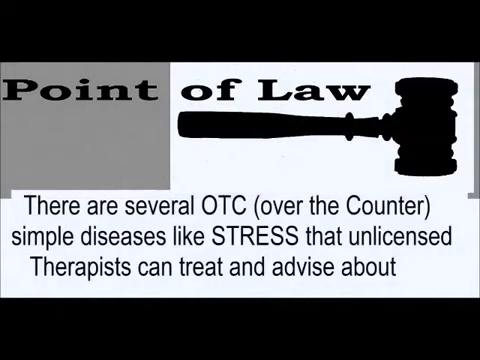 Point of Law
There are several OTC (over the Counter)
simple diseases like STRESS that unlicensed
Therapists can treat and advise about